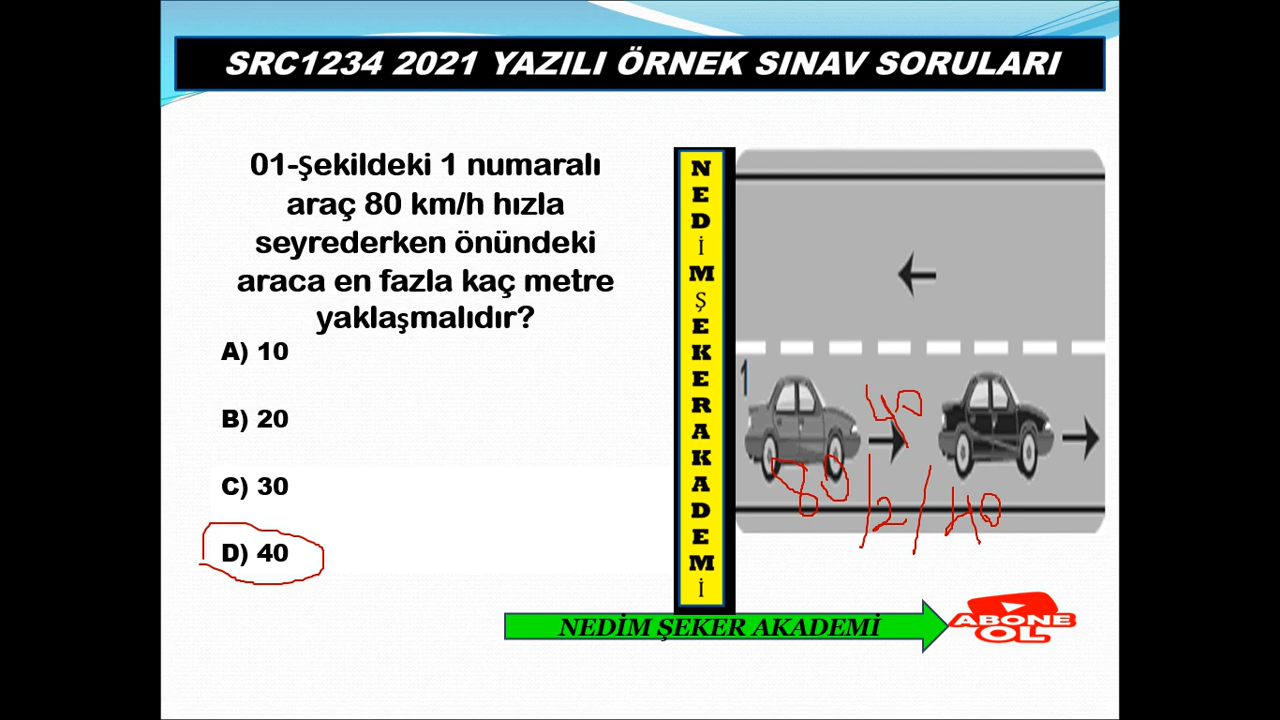 SRC1234 2021 YAZILI ÖRNEK SINAV SORULARI
01-Şekildeki 1 numaralı
araç 80 km/h hızla
seyrederken önündeki
araca en fazla kaç metre
yaklaşmalıdır?
A) 10
B) 20
C) 30
D) 40
NEDİM ŞEKER AKADEMİ
1
40
80/2/40
NEDİM ŞEKER AKADEMİ
ABONE
OL